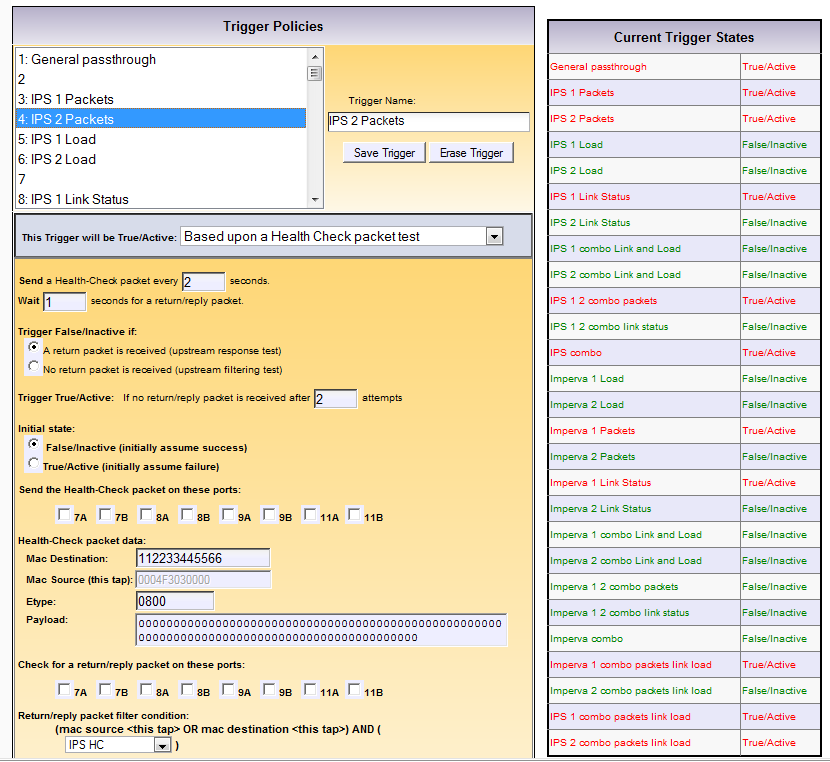 Trigger Policies
1: General passthrough
2
3: IPS 1 Packets
4: IPS 2 Packets
5: IPS 1 Load
6: IPS 2 Load
7
8: IPS 1 Link Status
Trigger Name:
IPS 2 Packets
Save Trigger Erase Trigger
This Trigger will be True/Active: Based upon a Health Check packet test
Send a Health-Check packet every 2 seconds.
Wait 1 seconds for a return/reply packet.
Trigger False/Inactive if:
A return packet is received (upstream response test)
No return packet is received (upstream filtering test)
Trigger True/Active: If no return/reply packet is received after 2 attempts
Initial state:
False/Inactive (initially assume success)
True/Active (initially assume failure)
Send the Health-Check packet on these ports:
7A 7B 8A 8B 9A 9B 11A 11B
Health-Check packet data:
Mac Destination: 112233445566
Mac Source (this tap): 0004F3030000
Etype: 0800
Payload: 0000000000000000000000000000000000000000000000000000
0000000000000000000000000000000000000000
Check for a return/reply packet on these ports:
7A 7B 8A 8B 9A 9B 11A 11B
Return/reply packet filter condition:
(mac source <this tap> OR mac destination <this tap>) AND (
IPS HC )
Current Trigger States
General passthrough True/Active
IPS 1 Packets True/Active
IPS 2 Packets True/Active
IPS 1 Load False/Inactive
IPS 2 Load False/Inactive
IPS 1 Link Status True/Active
IPS 2 Link Status False/Inactive
IPS 1 combo Link and Load False/Inactive
IPS 2 combo Link and Load False/Inactive
IPS 1 2 combo packets True/Active
IPS 1 2 combo link status False/Inactive
IPS combo True/Active
Imperva 1 Load False/Inactive
Imperva 2 Load False/Inactive
Imperva 1 Packets True/Active
Imperva 2 Packets False/Inactive
Imperva 1 Link Status True/Active
Imperva 2 Link Status False/Inactive
Imperva 1 combo Link and Load False/Inactive
Imperva 2 combo Link and Load False/Inactive
Imperva 1 2 combo packets False/Inactive
Imperva 1 2 combo link status False/Inactive
Imperva combo False/Inactive
Imperva 1 combo packets link load True/Active
Imperva 2 combo packets link load False/Inactive
IPS 1 combo packets link load True/Active
IPS 2 combo packets link load True/Active